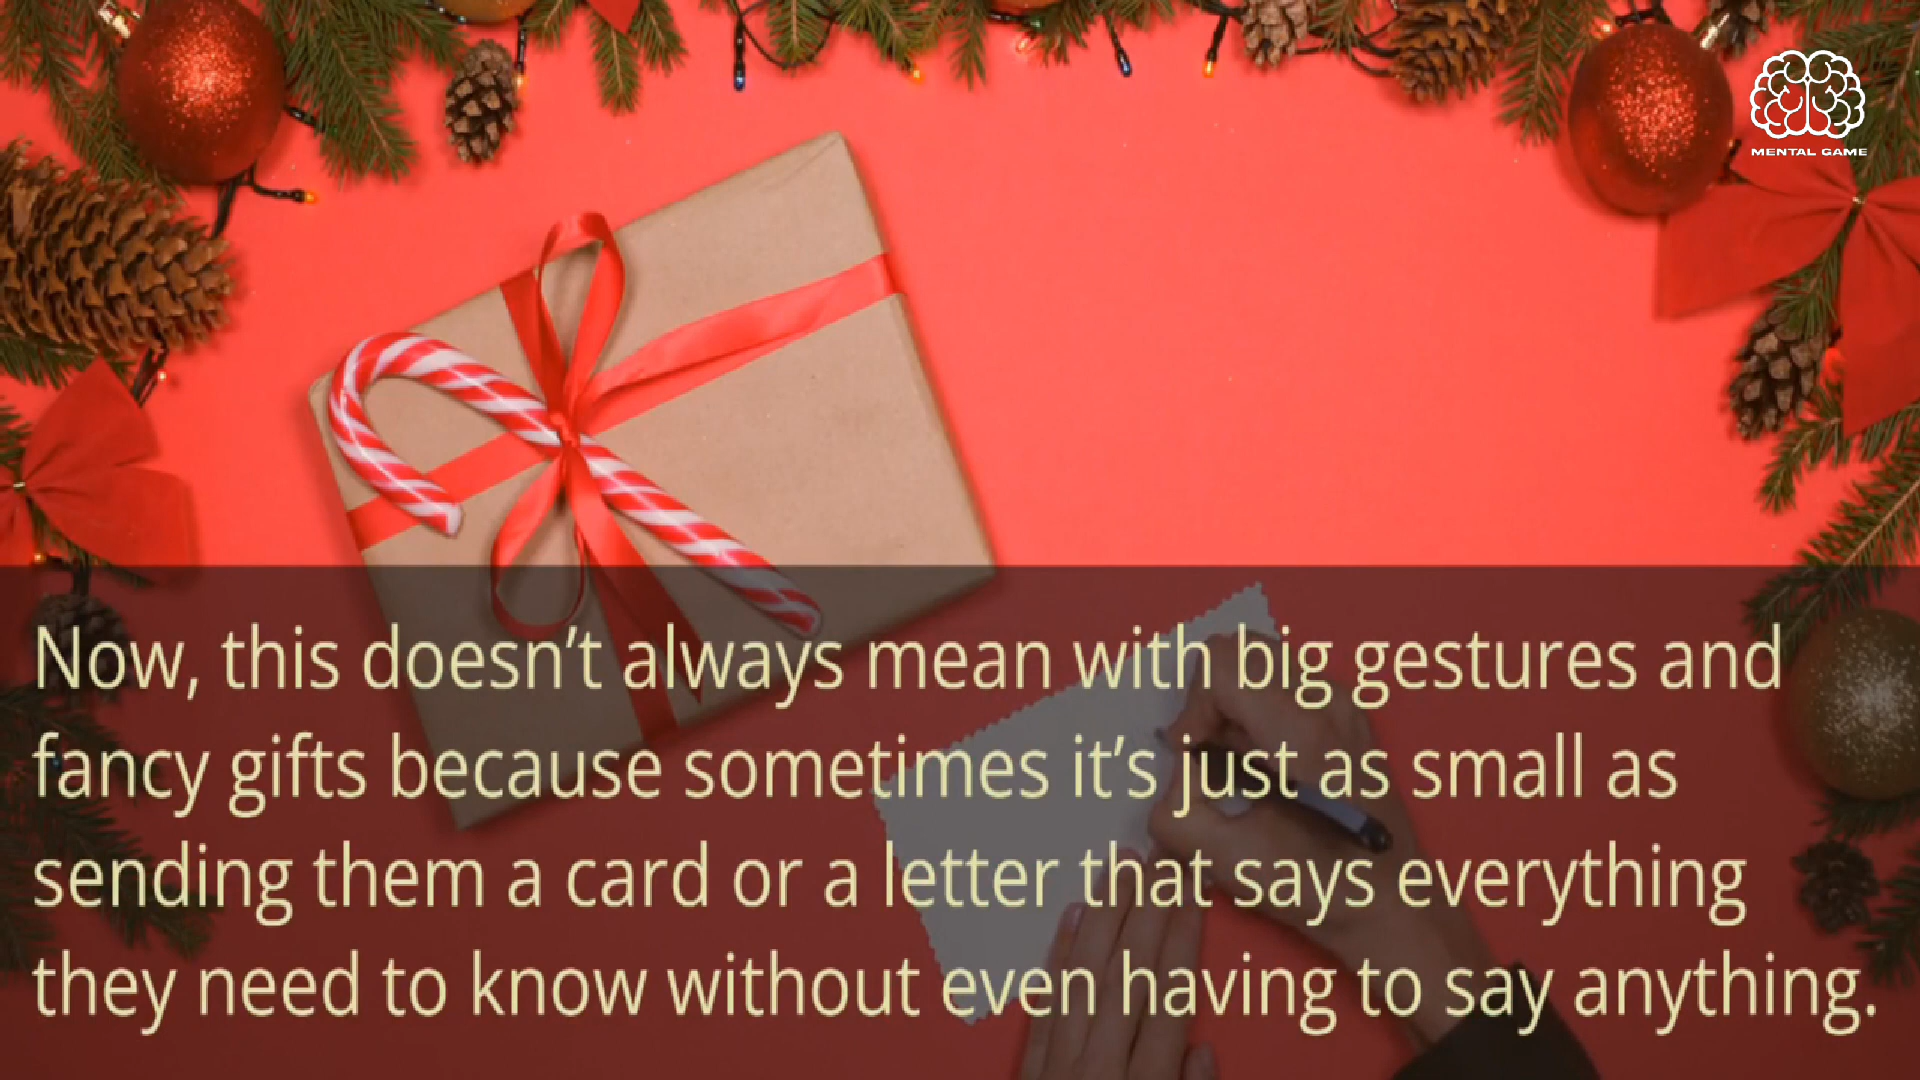 MENTAL GAME
Now, this doesn’t always mean with big gestures and
fancy gifts because sometimes it’s just as small as
sending them a card or a letter that says everything
they need to know without even having to say anything.